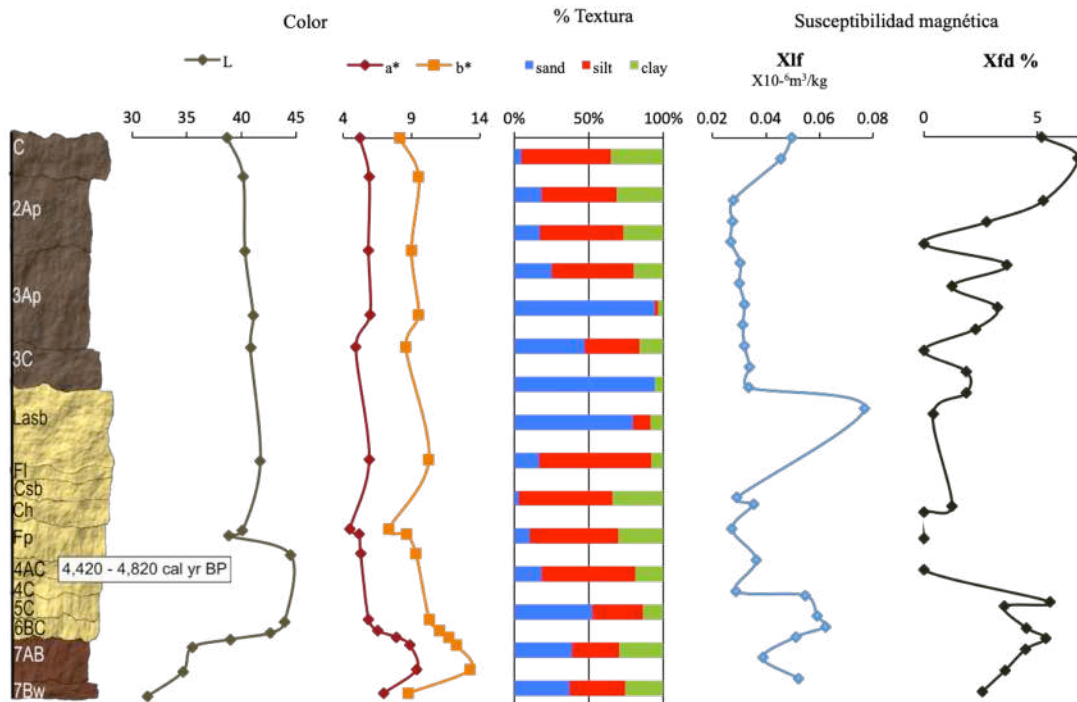 Color
% Textura
Susceptibilidad magnética
L
a*
b*
sand
silt
clay
Xlf
X10-⁶m³/kg
Xfd %
30 35 40 45
4 9 14
0% 50% 100%
0.02 0.04 0.06 0.08
0 5
C
2Ap
3Ap
3C
Lasb
Fl
Csb
Ch
Fp
4AC
4,420 - 4,820 cal yr BP
4C
5C
6BC
7AB
7Bw